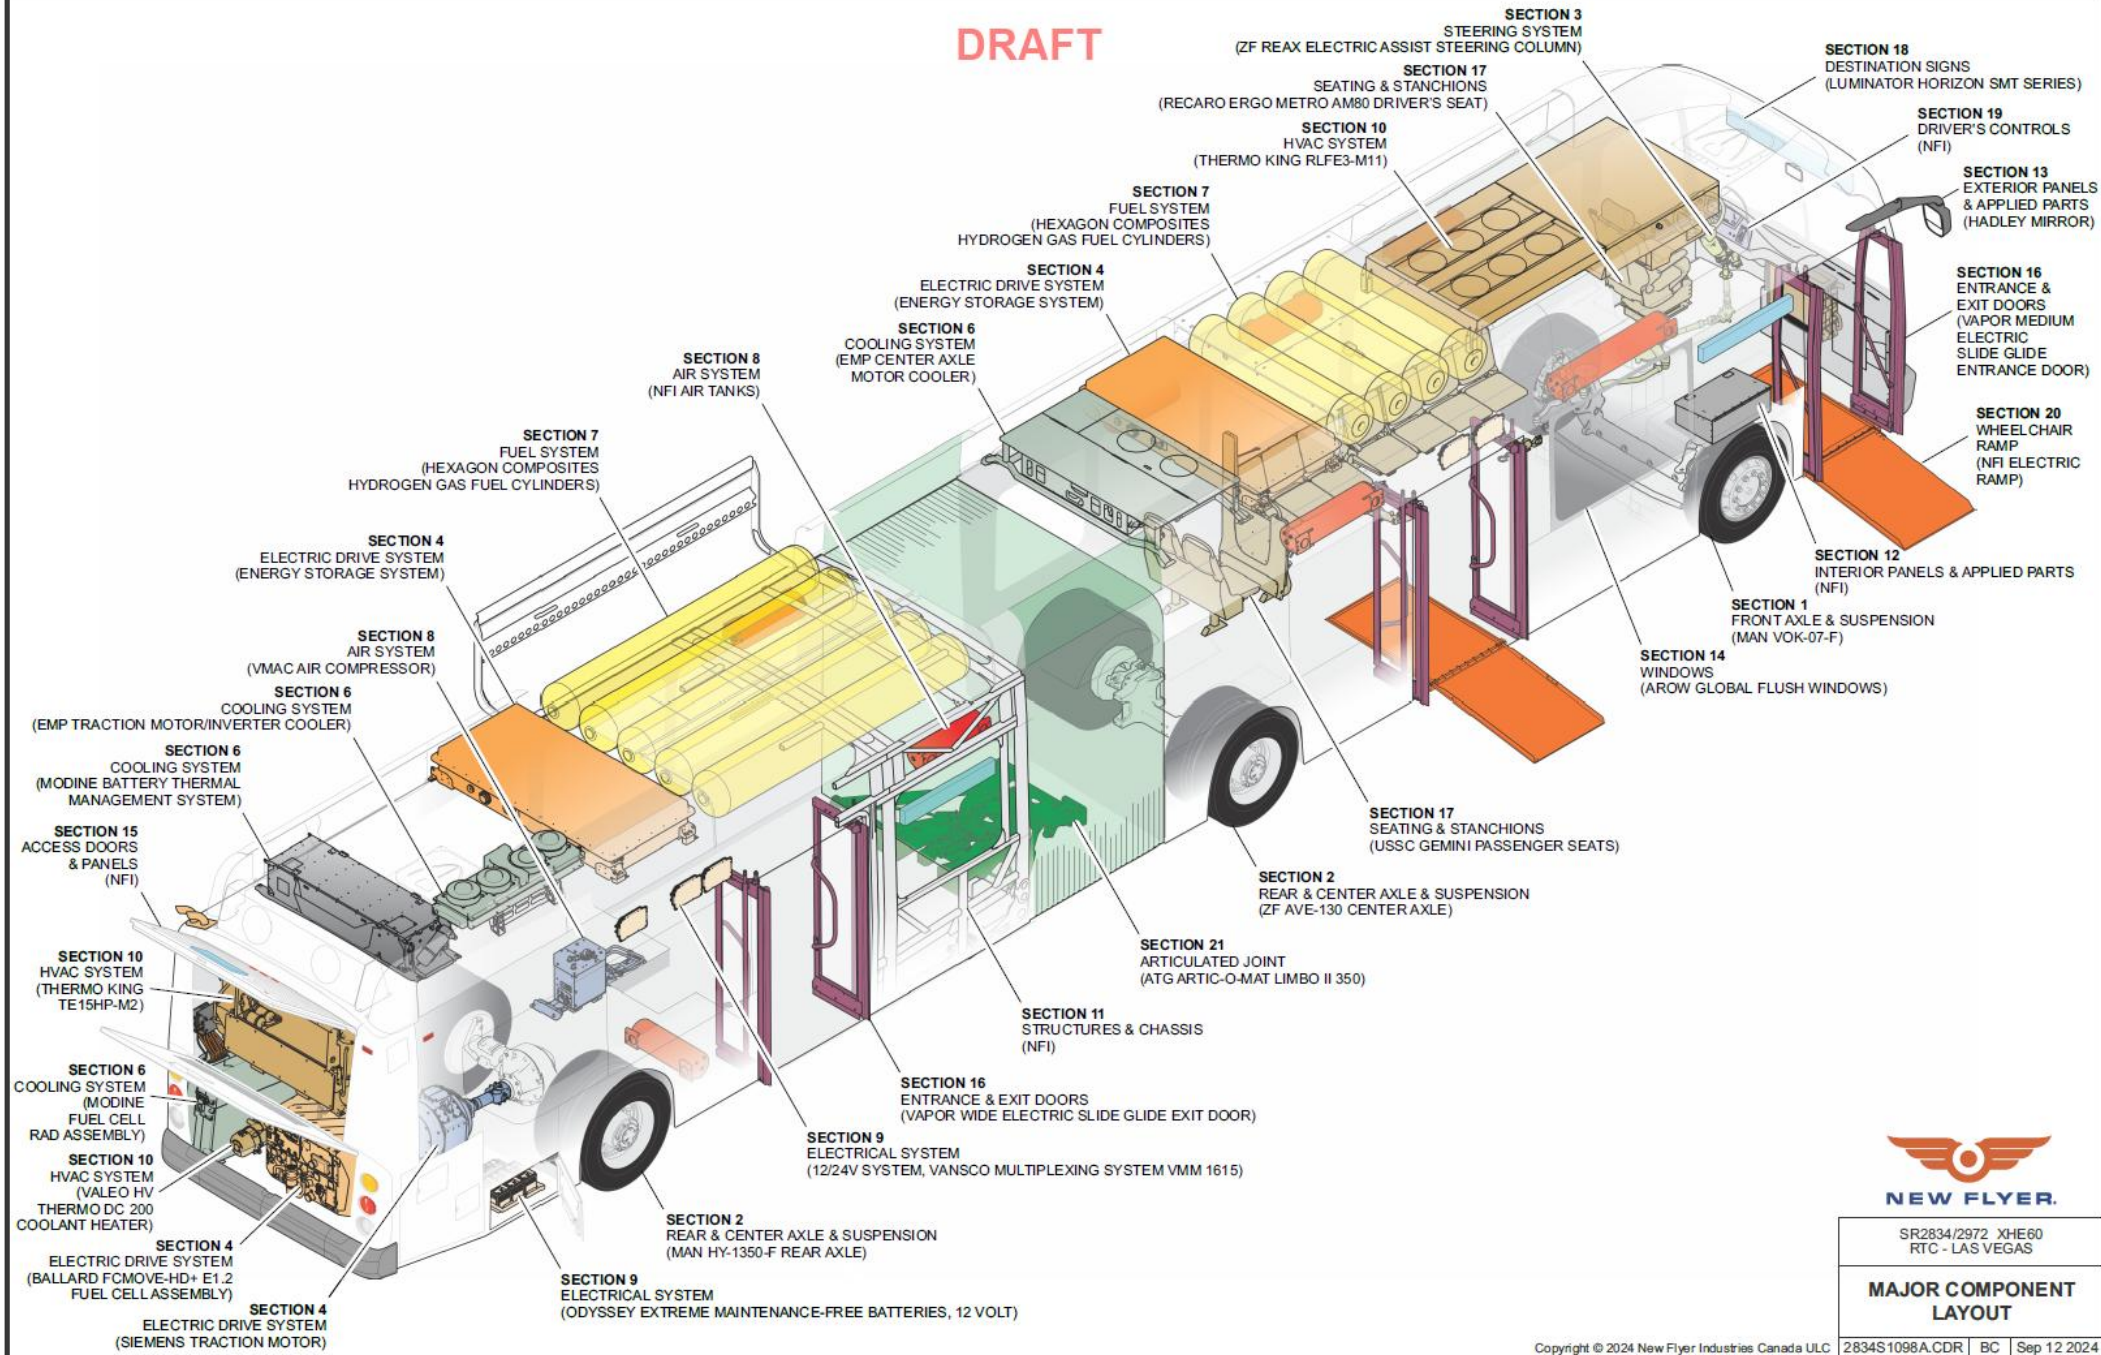 DRAFT
SECTION 3
STEERING SYSTEM
(ZF REAX ELECTRIC ASSIST STEERING COLUMN)
SECTION 17
SEATING & STANCHIONS
(RECARO ERGO METRO AM80 DRIVER'S SEAT)
SECTION 10
HVAC SYSTEM
(THERMO KING RLFE3-M11)
SECTION 7
FUEL SYSTEM
(HEXAGON COMPOSITES
HYDROGEN GAS FUEL CYLINDERS)
SECTION 4
ELECTRIC DRIVE SYSTEM
(ENERGY STORAGE SYSTEM)
SECTION 6
COOLING SYSTEM
(EMP CENTER AXLE
MOTOR COOLER)
SECTION 8
AIR SYSTEM
(NFI AIR TANKS)
SECTION 7
FUEL SYSTEM
(HEXAGON COMPOSITES
HYDROGEN GAS FUEL CYLINDERS)
SECTION 4
ELECTRIC DRIVE SYSTEM
(ENERGY STORAGE SYSTEM)
SECTION 8
AIR SYSTEM
(VMAC AIR COMPRESSOR)
SECTION 6
COOLING SYSTEM
(EMP TRACTION MOTOR/INVERTER COOLER)
SECTION 6
COOLING SYSTEM
(MODINE BATTERY THERMAL
MANAGEMENT SYSTEM)
SECTION 15
ACCESS DOORS
& PANELS
(NFI)
SECTION 10
HVAC SYSTEM
(THERMO KING
TE15HP-M2)
SECTION 6
COOLING SYSTEM
(MODINE
FUEL CELL
RAD ASSEMBLY)
SECTION 10
HVAC SYSTEM
(VALEO HV
THERMO DC 200
COOLANT HEATER)
SECTION 4
ELECTRIC DRIVE SYSTEM
(BALLARD FCMOVE-HD+ E1.2
FUEL CELL ASSEMBLY)
SECTION 4
ELECTRIC DRIVE SYSTEM
(SIEMENS TRACTION MOTOR)
SECTION 18
DESTINATION SIGNS
(LUMINATOR HORIZON SMT SERIES)
SECTION 19
DRIVER'S CONTROLS
(NFI)
SECTION 13
EXTERIOR PANELS
& APPLIED PARTS
(HADLEY MIRROR)
SECTION 16
ENTRANCE &
EXIT DOORS
(VAPOR MEDIUM
ELECTRIC
SLIDE GLIDE
ENTRANCE DOOR)
SECTION 20
WHEELCHAIR
RAMP
(NFI ELECTRIC
RAMP)
SECTION 12
INTERIOR PANELS & APPLIED PARTS
(NFI)
SECTION 1
FRONT AXLE & SUSPENSION
(MAN VOK-07-F)
SECTION 14
WINDOWS
(AROW GLOBAL FLUSH WINDOWS)
SECTION 17
SEATING & STANCHIONS
(USSC GEMINI PASSENGER SEATS)
SECTION 2
REAR & CENTER AXLE & SUSPENSION
(ZF AVE-130 CENTER AXLE)
SECTION 21
ARTICULATED JOINT
(ATG ARTIC-O-MAT LIMBO II 350)
SECTION 11
STRUCTURES & CHASSIS
(NFI)
SECTION 16
ENTRANCE & EXIT DOORS
(VAPOR WIDE ELECTRIC SLIDE GLIDE EXIT DOOR)
SECTION 9
ELECTRICAL SYSTEM
(12/24V SYSTEM, VANSCO MULTIPLEXING SYSTEM VMM 1615)
SECTION 2
REAR & CENTER AXLE & SUSPENSION
(MAN HY-1350-F REAR AXLE)
SECTION 9
ELECTRICAL SYSTEM
(ODYSSEY EXTREME MAINTENANCE-FREE BATTERIES, 12 VOLT)
NEW FLYER.
SR2834/2972 XHE60
RTC - LAS VEGAS
MAJOR COMPONENT
LAYOUT
Copyright © 2024 New Flyer Industries Canada ULC
2834S1098A.CDR
BC
Sep 12 2024